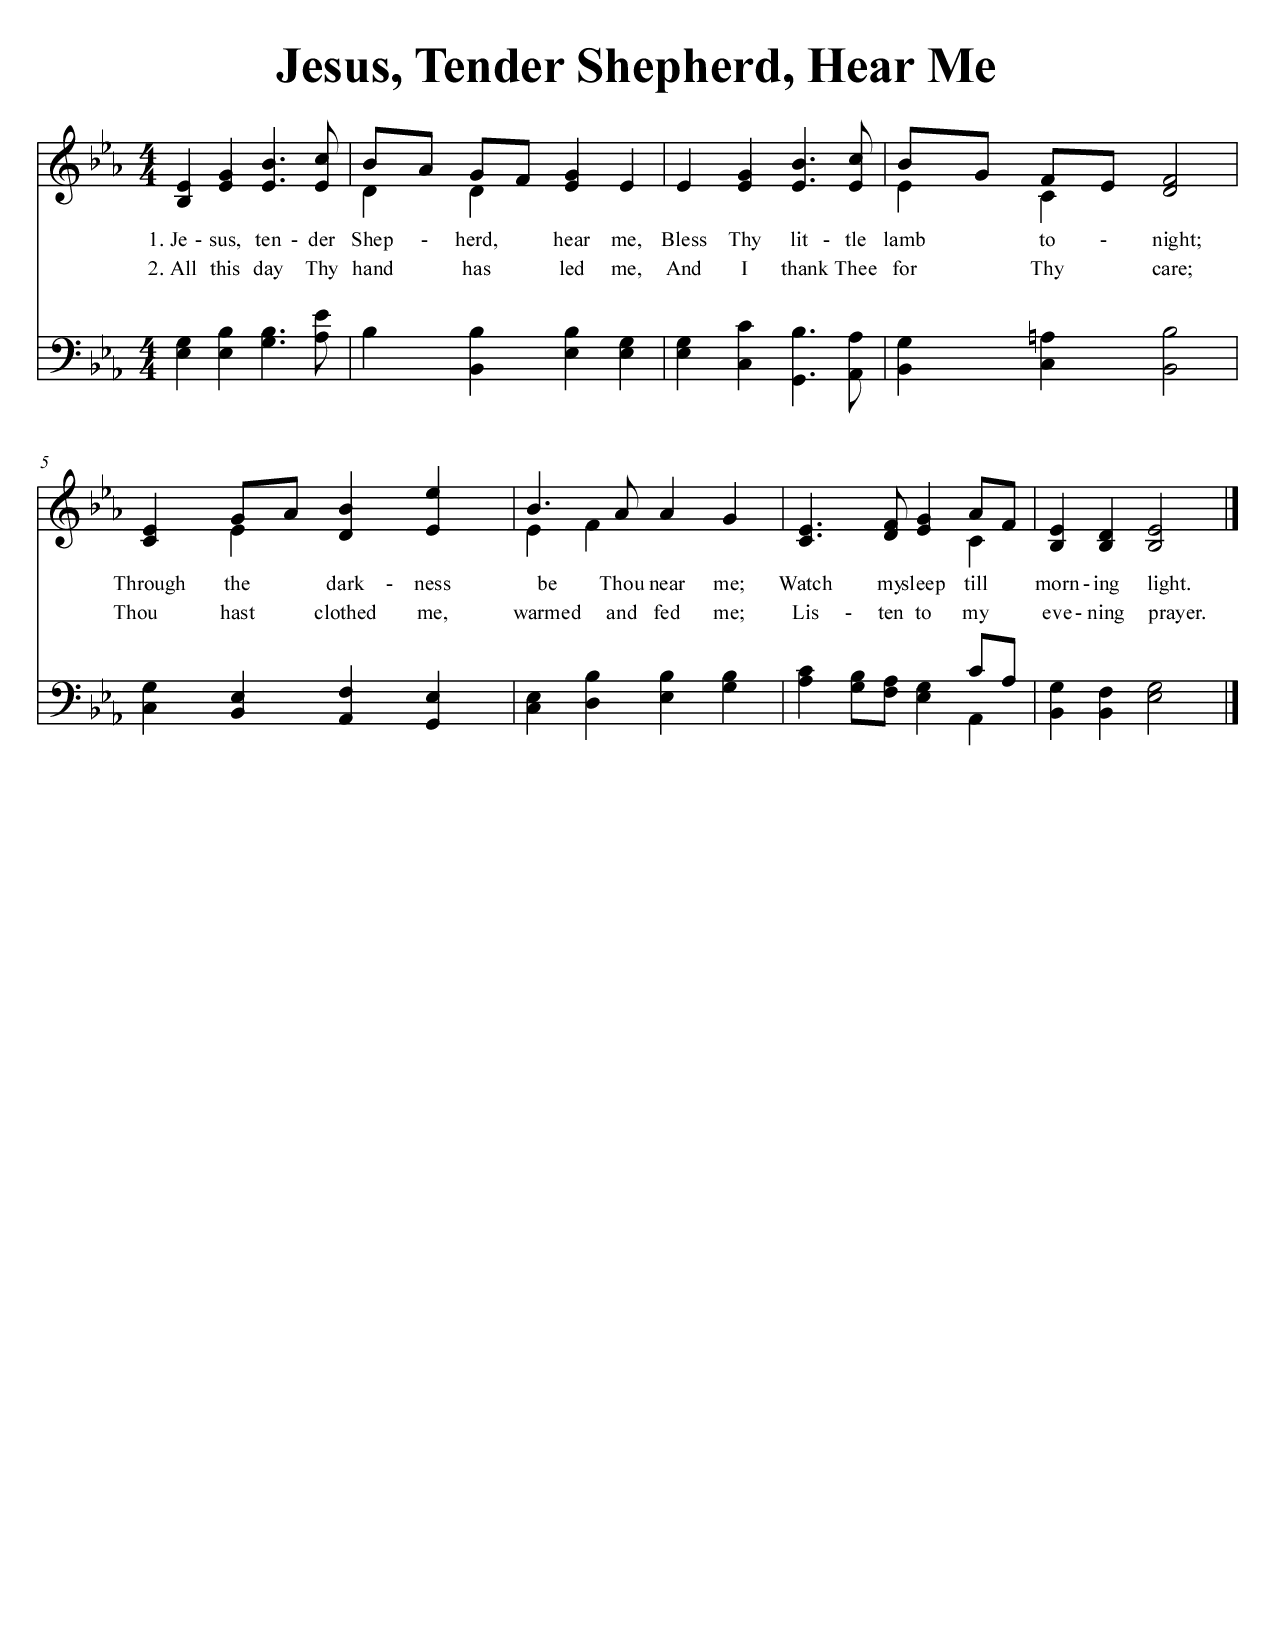 Jesus, Tender Shepherd, Hear Me
4
4
1. Je - sus, ten - der Shep - herd, hear me, Bless Thy lit - tle lamb to - night;
2. All this day Thy hand has led me, And I thank Thee for Thy care;
4
4
5
Through the dark - ness be Thou near me; Watch my sleep till morn - ing light.
Thou hast clothed me, warmed and fed me; Lis - ten to my eve - ning prayer.